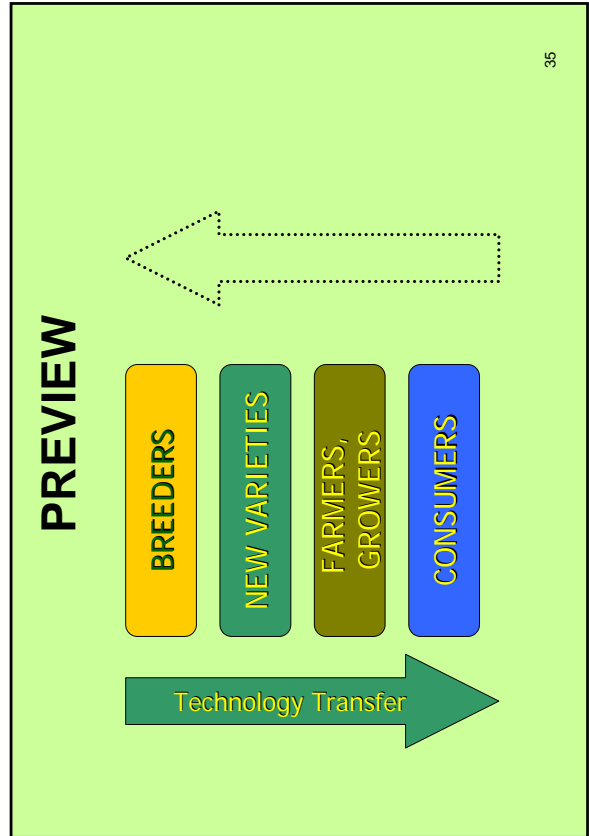 PREVIEW
Technology Transfer
BREEDERS
NEW VARIETIES
FARMERS,
GROWERS
CONSUMERS
35